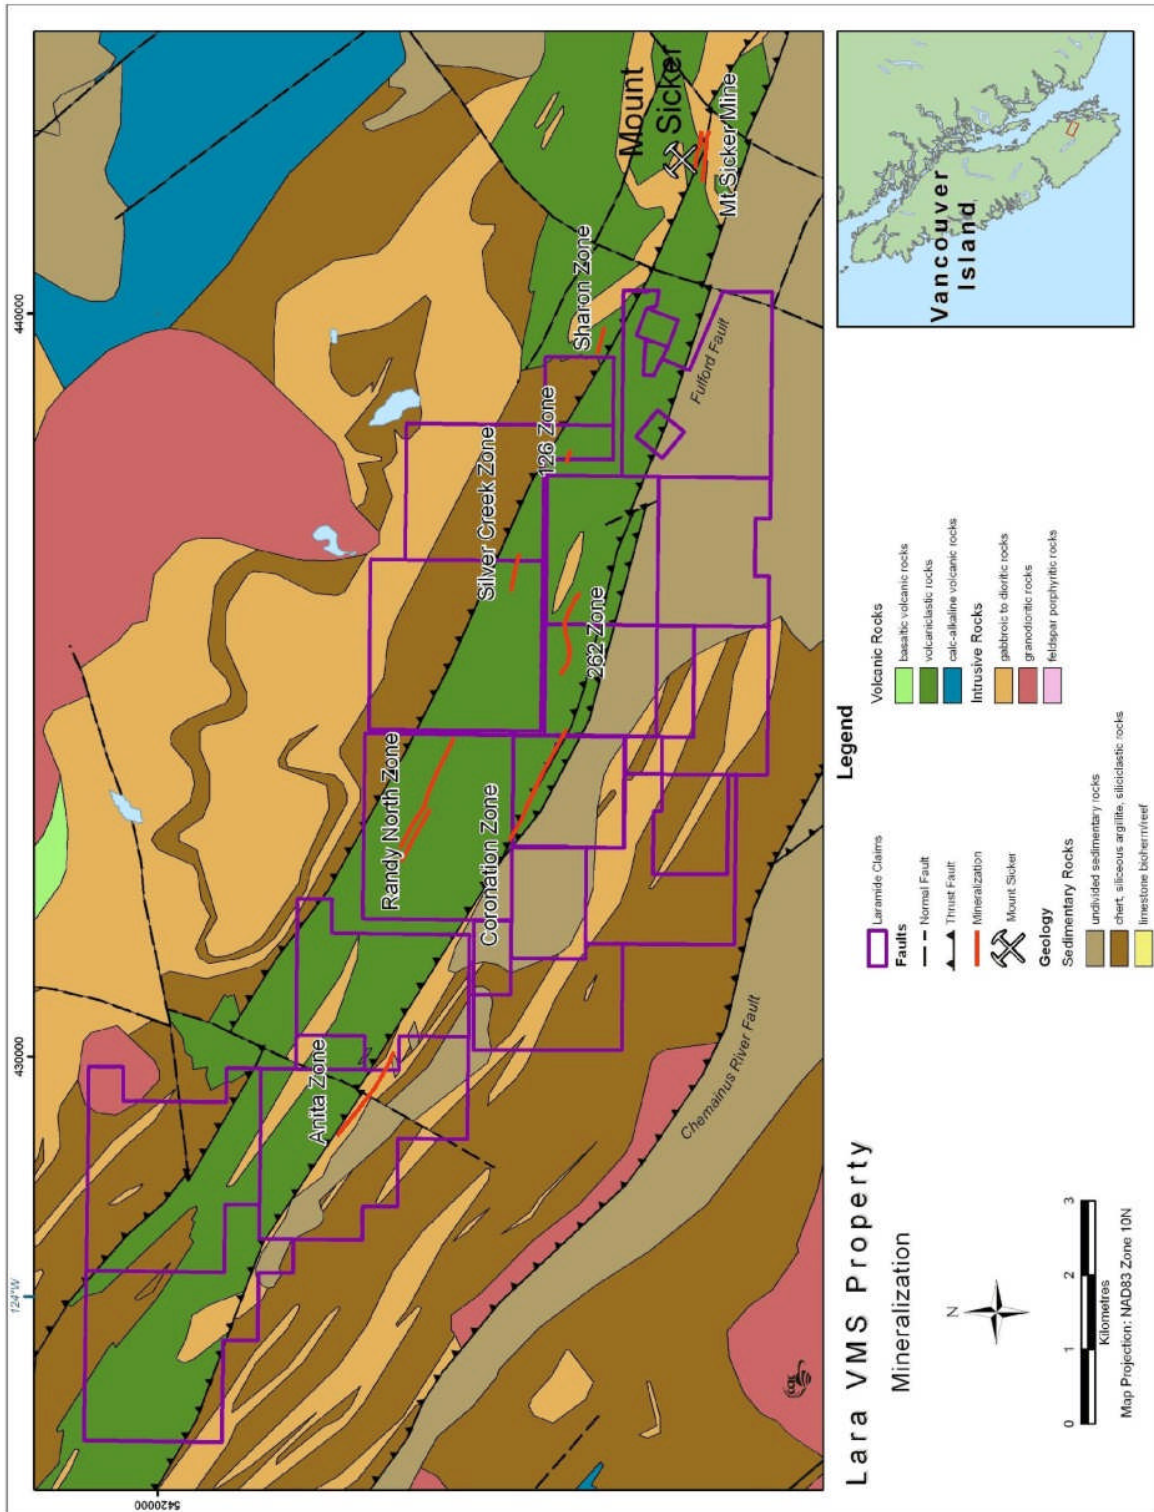 124°W
430000
440000
5420000
Mount
Sicker
Mt Sicker Mine
Sharon Zone
126 Zone
Silver Creek Zone
262 Zone
Randy North Zone
Coronation Zone
Anita Zone
Fulford Fault
Chemainus River Fault
Lara VMS Property
Mineralization
N
0 1 2 3
Kilometres
Map Projection: NAD83 Zone 10N
Legend
Laramide Claims
Faults
Normal Fault
Thrust Fault
Mineralization
Mount Sicker
Geology
Sedimentary Rocks
undivided sedimentary rocks
chert, siliceous argillite, siliciclastic rocks
limestone bioherm/reef
Volcanic Rocks
basaltic volcanic rocks
volcaniclastic rocks
calc-alkaline volcanic rocks
Intrusive Rocks
gabbroic to dioritic rocks
granodioritic rocks
feldspar porphyritic rocks
Vancouver
Island